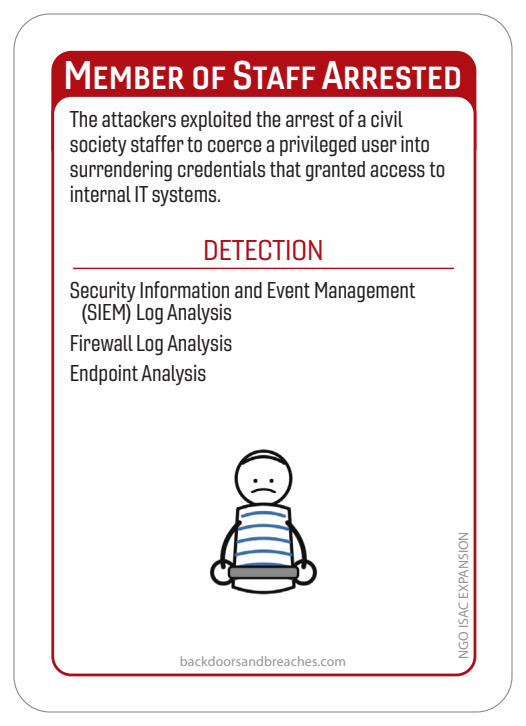 MEMBER OF STAFF ARRESTED
The attackers exploited the arrest of a civil
society staffer to coerce a privileged user into
surrendering credentials that granted access to
internal IT systems.
DETECTION
Security Information and Event Management
(SIEM) Log Analysis
Firewall Log Analysis
Endpoint Analysis
NGO ISAC EXPANSION
backdoorsandbreaches.com